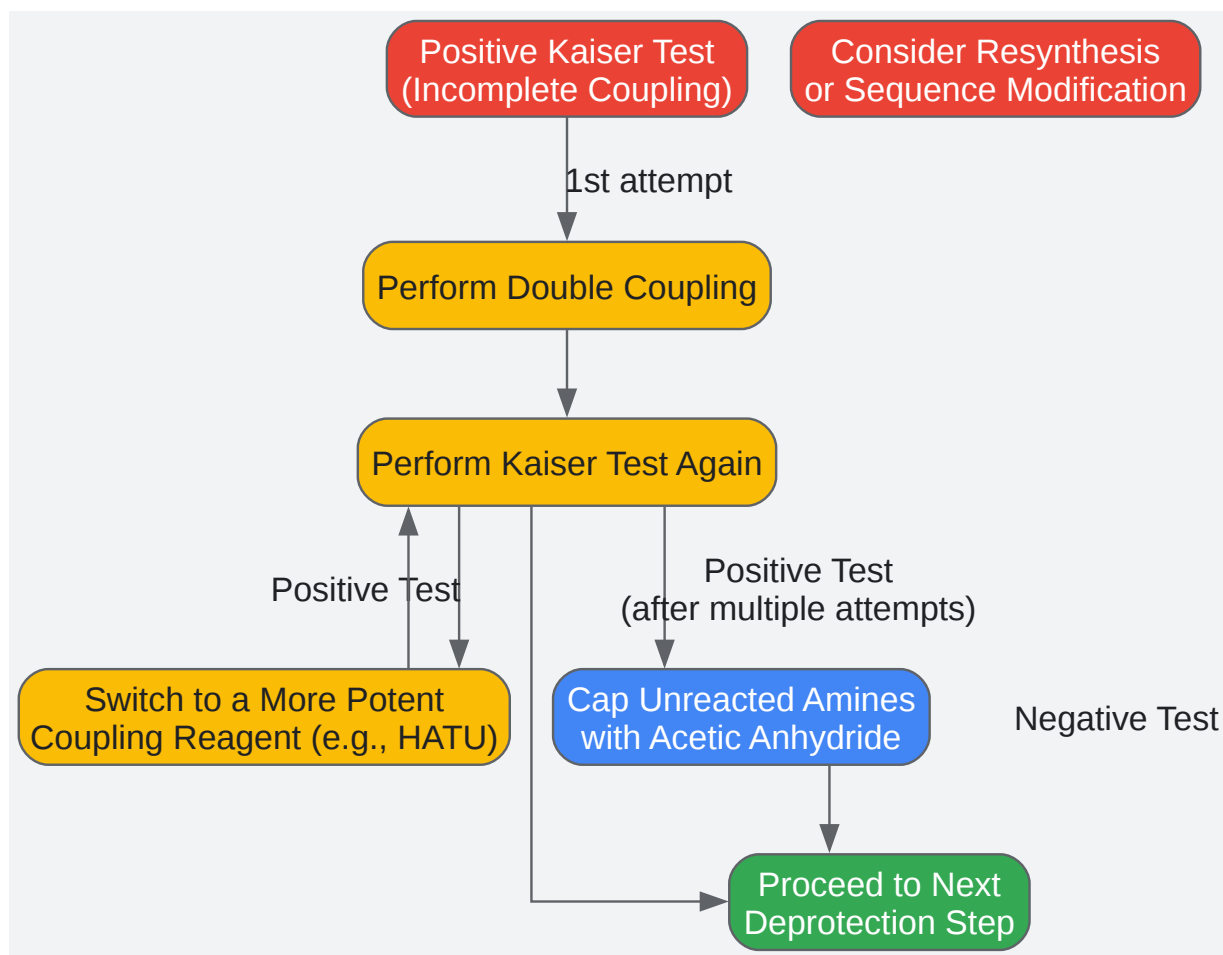 Positive Kaiser Test
(Incomplete Coupling)
Consider Resynthesis
or Sequence Modification
1st attempt
Perform Double Coupling
Perform Kaiser Test Again
Positive Test
Positive Test
(after multiple attempts)
Switch to a More Potent
Coupling Reagent (e.g., HATU)
Cap Unreacted Amines
with Acetic Anhydride
Negative Test
Proceed to Next
Deprotection Step